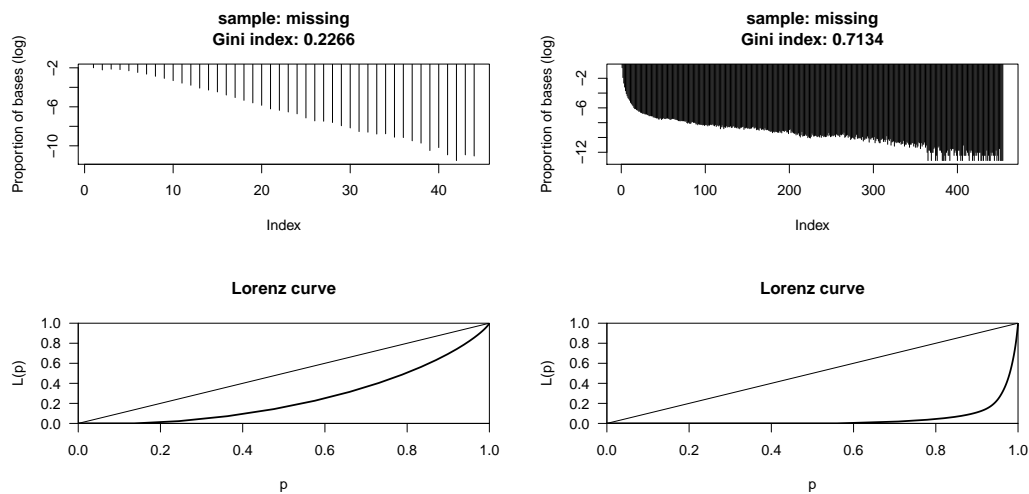 sample: missing
Gini index: 0.2266
Proportion of bases (log)
-2
-6
-10
0
10
20
30
40
Index
sample: missing
Gini index: 0.7134
Proportion of bases (log)
-2
-6
-12
0
100
200
300
400
Index
Lorenz curve
L(p)
1.0
0.8
0.6
0.4
0.2
0.0
0.0
0.2
0.4
0.6
0.8
1.0
p
Lorenz curve
L(p)
1.0
0.8
0.6
0.4
0.2
0.0
0.0
0.2
0.4
0.6
0.8
1.0
p